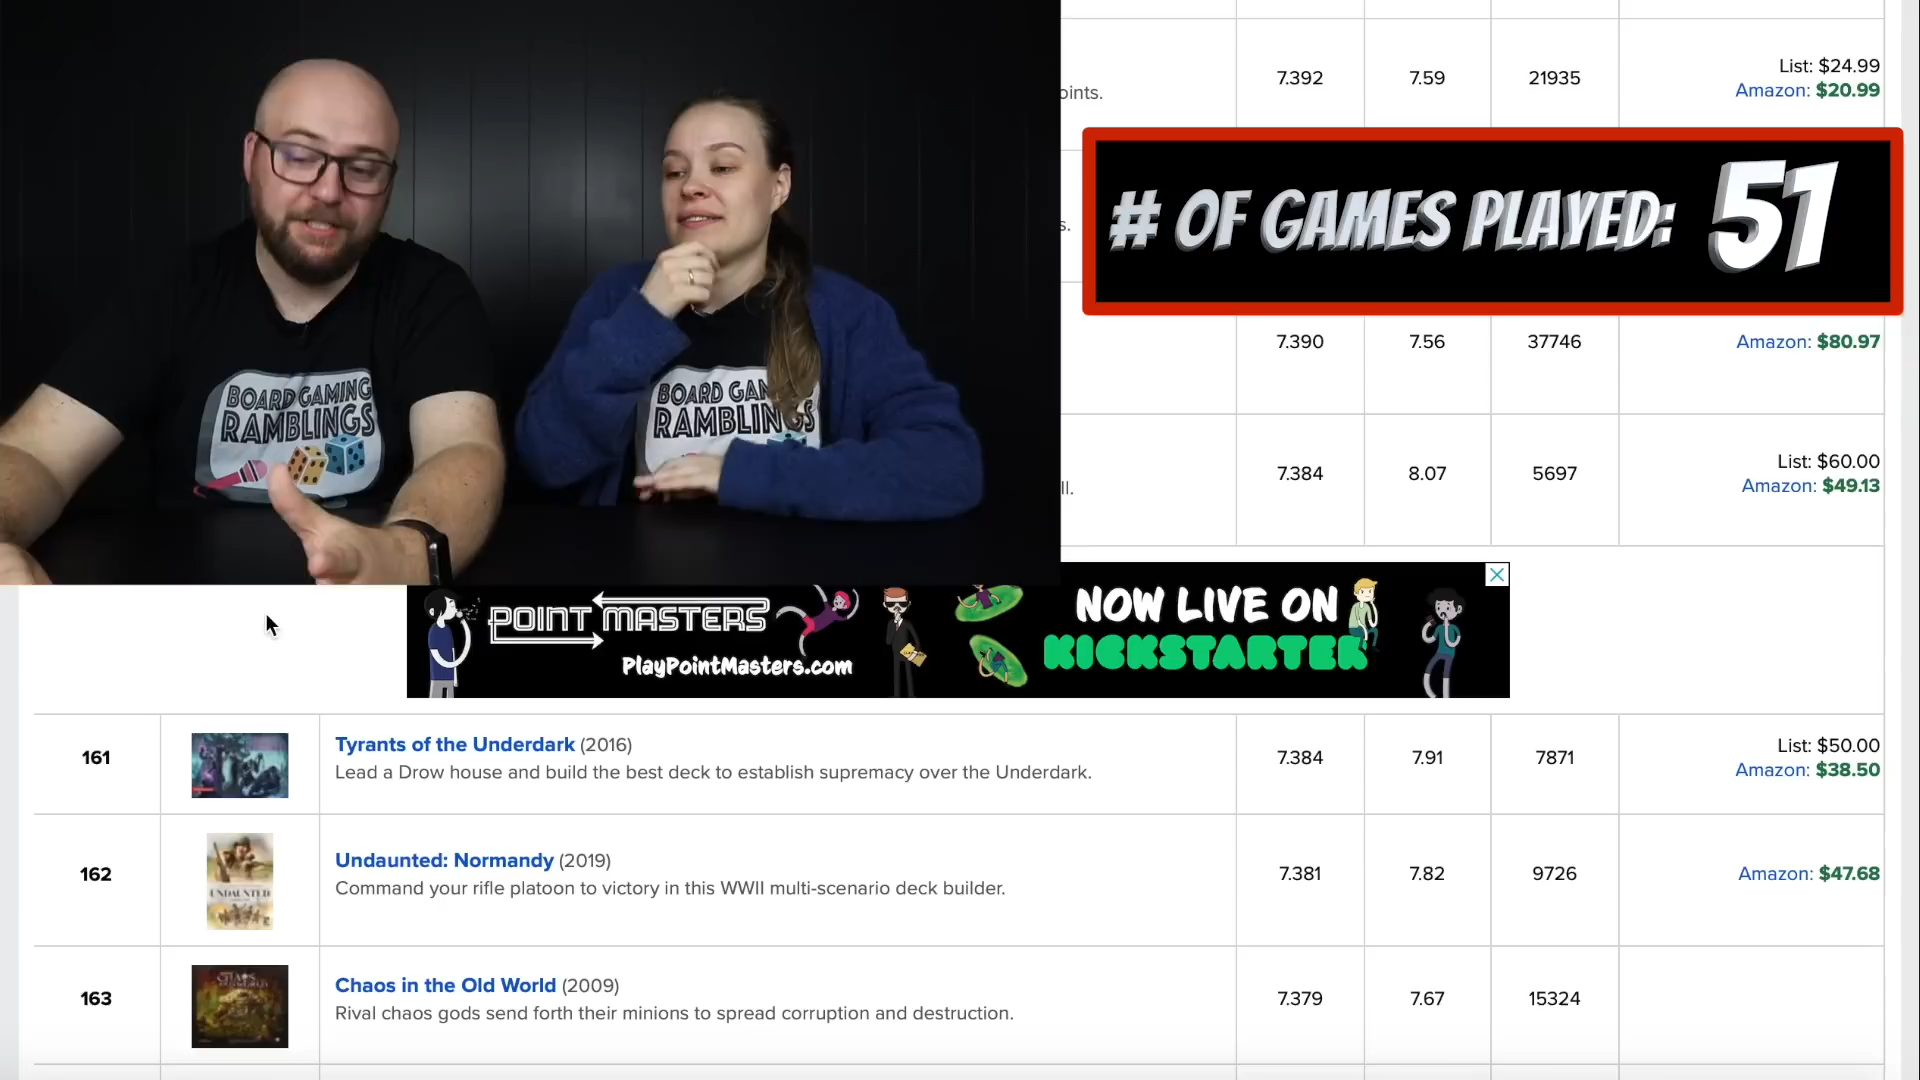 7.392
7.59
21935
List: $24.99
Amazon: $20.99
oints.
# OF GAMES PLAYED: 51
s.
7.390
7.56
37746
Amazon: $80.97
BOARD GAMING
RAMBLINGS
BOARD GAM
RAMBLINGS
7.384
8.07
5697
List: $60.00
Amazon: $49.13
ll.
POINT MASTERS
PlayPointMasters.com
NOW LIVE ON
KICKSTARTER
161
Tyrants of the Underdark (2016)
Lead a Drow house and build the best deck to establish supremacy over the Underdark.
7.384
7.91
7871
List: $50.00
Amazon: $38.50
162
UNDAUNTED
Undaunted: Normandy (2019)
Command your rifle platoon to victory in this WWII multi-scenario deck builder.
7.381
7.82
9726
Amazon: $47.68
163
Chaos in the Old World (2009)
Rival chaos gods send forth their minions to spread corruption and destruction.
7.379
7.67
15324